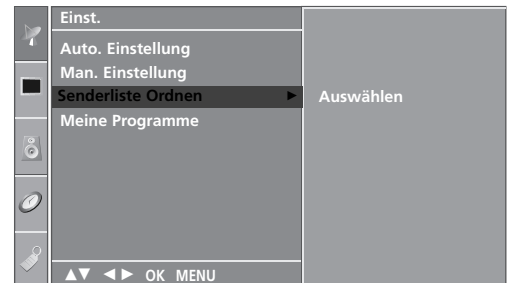 Einst.
Auto. Einstellung
Man. Einstellung
Senderliste Ordnen ►
Auswählen
Meine Programme
▲▼ ◄► OK MENU